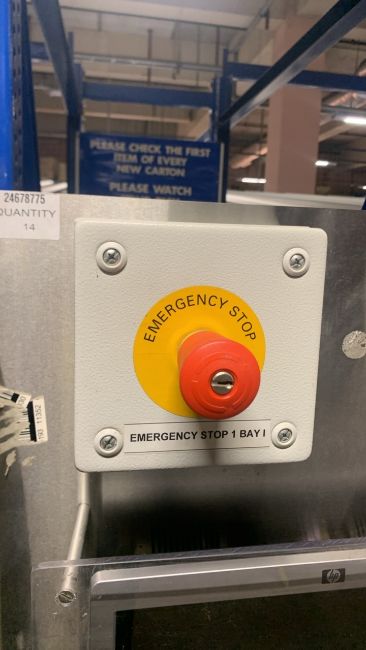 PLEASE CHECK THE FIRST
ITEM OF EVERY
NEW CARTON
PLEASE WATCH
24678775
QUANTITY
14
EMERGENCY STOP
EMERGENCY STOP 1 BAY I
hp